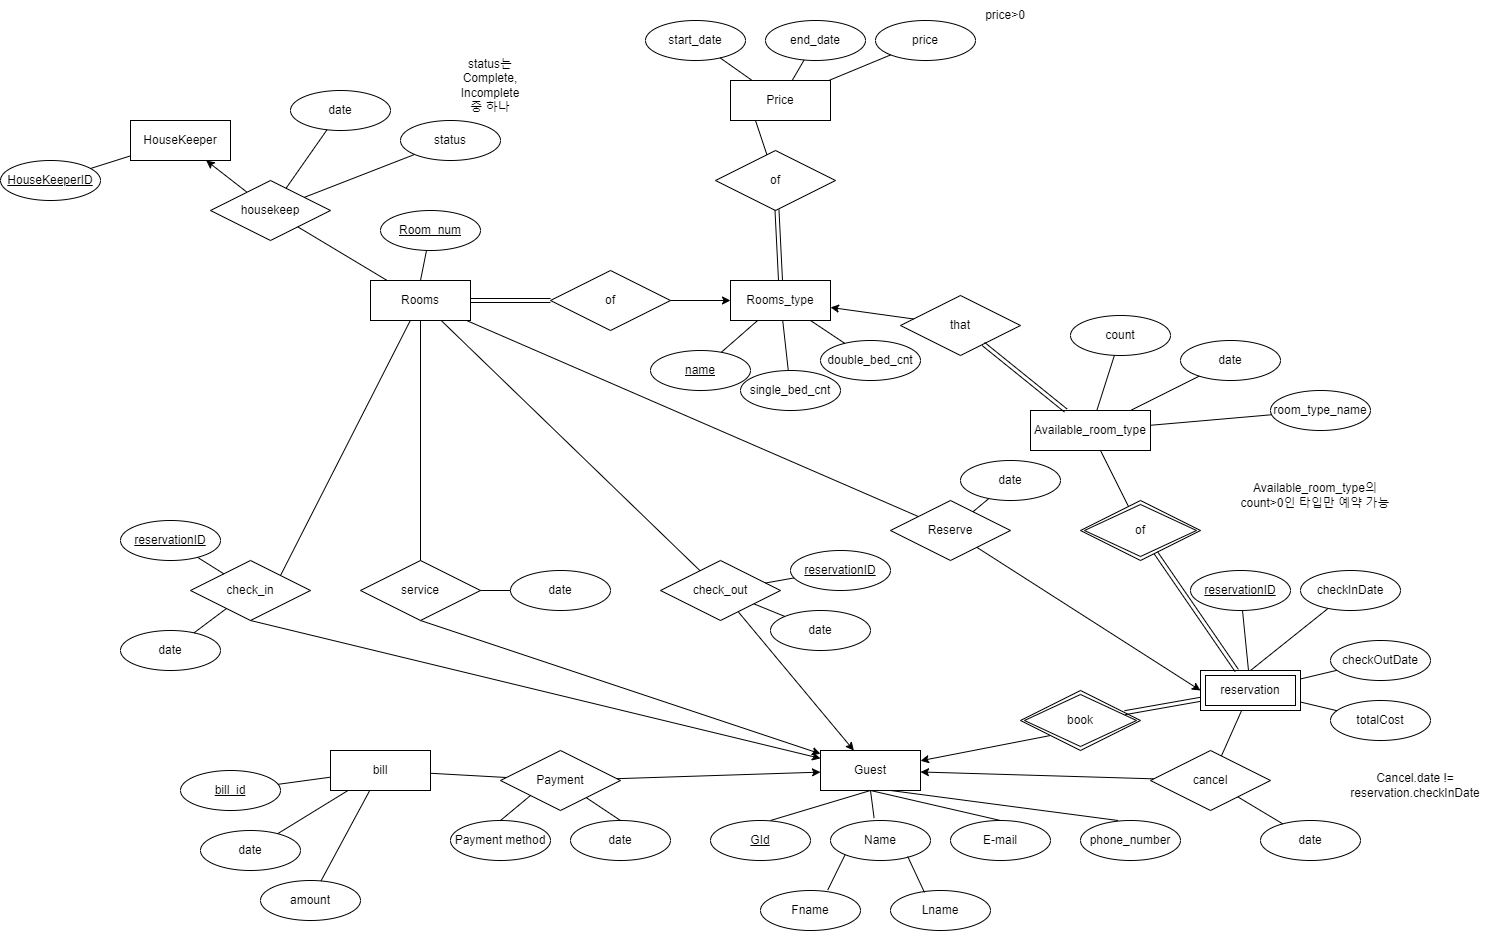 price>0
start_date
end_date
price
status는
Complete,
Incomplete
중 하나
Price
date
HouseKeeper
status
HouseKeeperID
of
housekeep
Room_num
Rooms
of
Rooms_type
that
count
date
double_bed_cnt
name
single_bed_cnt
room_type_name
Available_room_type
date
Available_room_type의
count>0인 타입만 예약 가능
Reserve
of
reservationID
check_in
service
date
check_out
reservationID
date
date
reservationID
checkInDate
checkOutDate
reservation
totalCost
book
bill
Payment
Guest
cancel
Cancel.date !=
reservation.checkInDate
bill_id
date
amount
Payment method
date
GId
Name
E-mail
phone_number
date
Fname
Lname